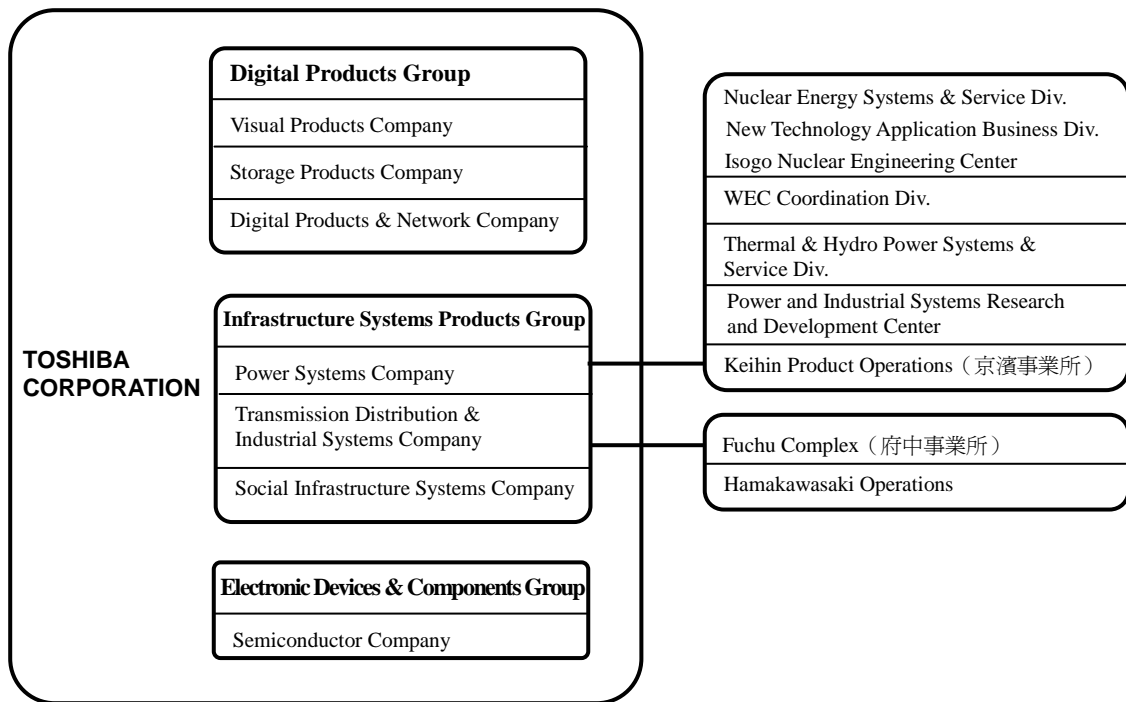 TOSHIBA
CORPORATION
Digital Products Group
Visual Products Company
Storage Products Company
Digital Products & Network Company
Infrastructure Systems Products Group
Power Systems Company
Transmission Distribution &
Industrial Systems Company
Social Infrastructure Systems Company
Electronic Devices & Components Group
Semiconductor Company
Nuclear Energy Systems & Service Div.
New Technology Application Business Div.
Isogo Nuclear Engineering Center
WEC Coordination Div.
Thermal & Hydro Power Systems &
Service Div.
Power and Industrial Systems Research
and Development Center
Keihin Product Operations（京濱事業所）
Fuchu Complex（府中事業所）
Hamakawasaki Operations